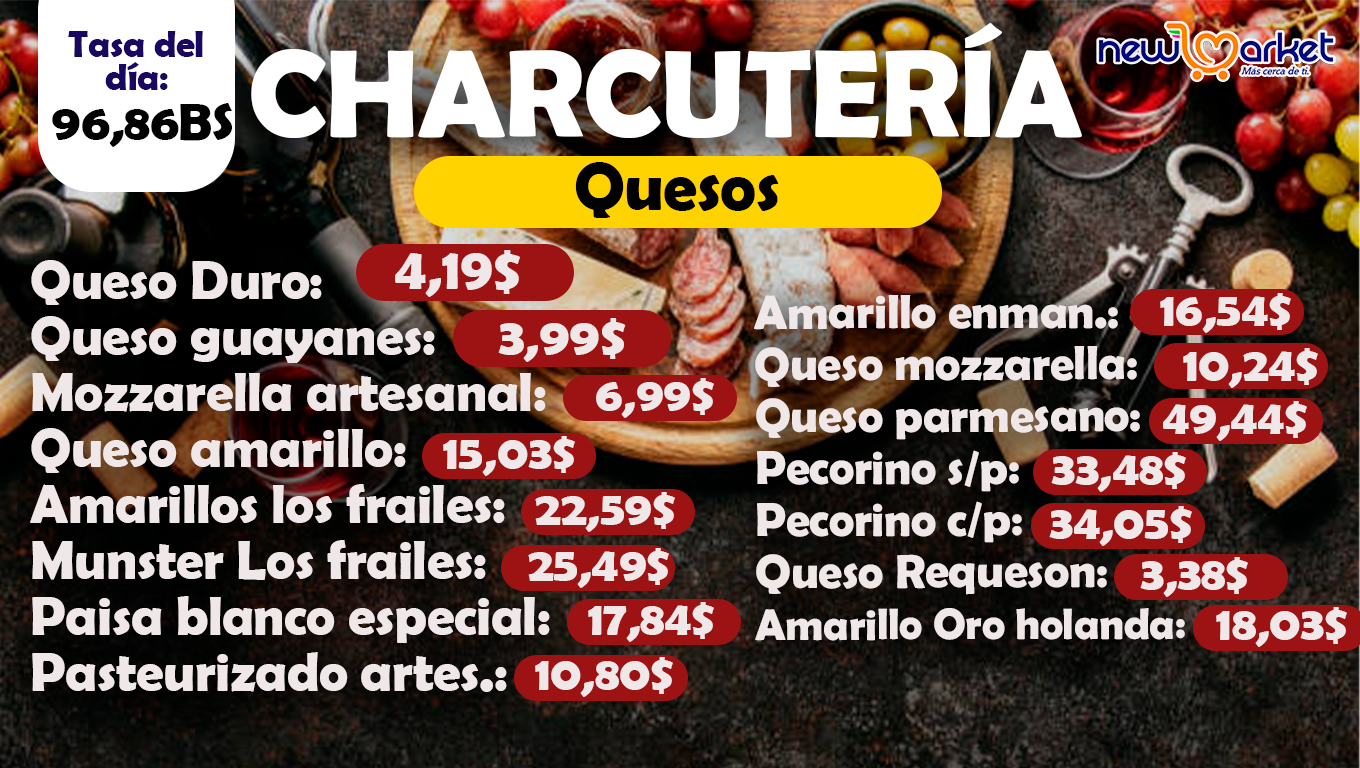 Tasa del
día:
96,86BS
CHARCUTERÍA
new market
Más cerca de ti.
Quesos
Queso Duro: 4,19$
Queso guayanes: 3,99$
Mozzarella artesanal: 6,99$
Queso amarillo: 15,03$
Amarillos los frailes: 22,59$
Munster Los frailes: 25,49$
Paisa blanco especial: 17,84$
Pasteurizado artes.: 10,80$
Amarillo enman.: 16,54$
Queso mozzarella: 10,24$
Queso parmesano: 49,44$
Pecorino s/p: 33,48$
Pecorino c/p: 34,05$
Queso Requeson: 3,38$
Amarillo Oro holanda: 18,03$